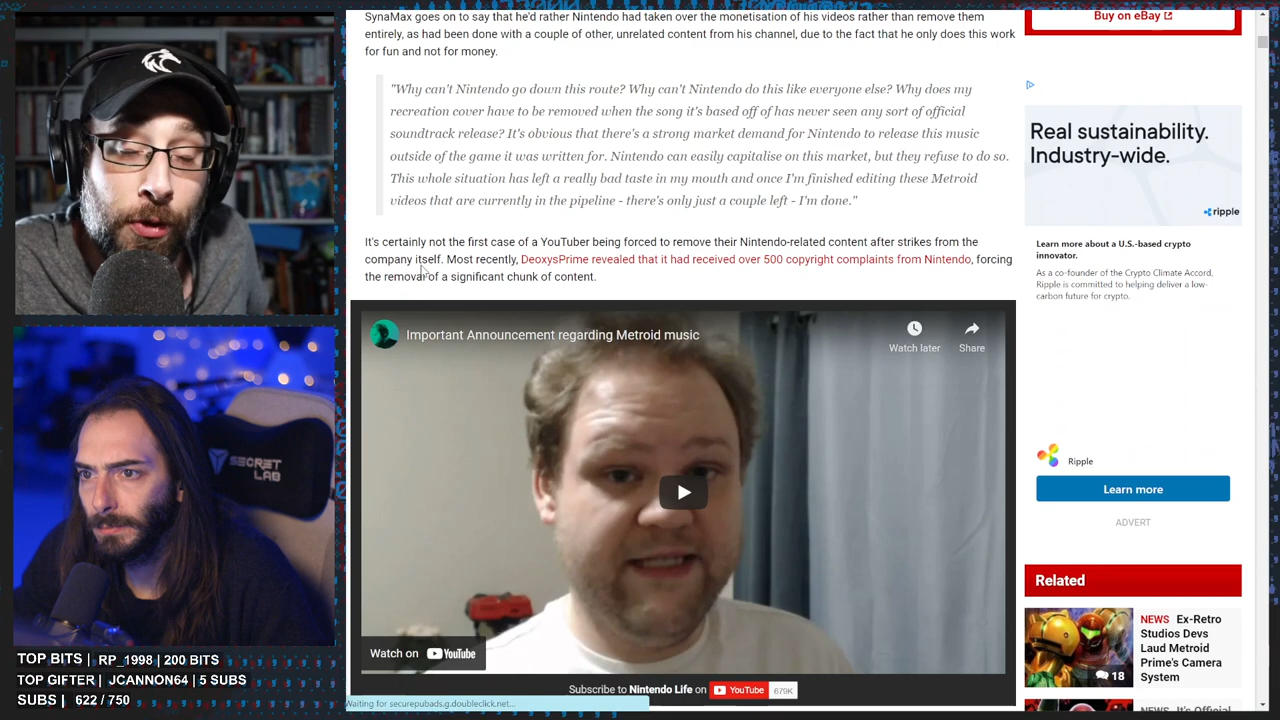 SynaMax goes on to say that he'd rather Nintendo had taken over the monetisation of his videos rather than remove them
entirely, as had been done with a couple of other, unrelated content from his channel, due to the fact that he only does this work
for fun and not for money.
"Why can't Nintendo go down this route? Why can't Nintendo do this like everyone else? Why does my
recreation cover have to be removed when the song it's based off of has never seen any sort of official
soundtrack release? It's obvious that there's a strong market demand for Nintendo to release this music
outside of the game it was written for. Nintendo can easily capitalise on this market, but they refuse to do so.
This whole situation has left a really bad taste in my mouth and once I'm finished editing these Metroid
videos that are currently in the pipeline - there's only just a couple left - I'm done."
It's certainly not the first case of a YouTuber being forced to remove their Nintendo-related content after strikes from the
company itself. Most recently, DeoxysPrime revealed that it had received over 500 copyright complaints from Nintendo, forcing
the removal of a significant chunk of content.
Important Announcement regarding Metroid music
Watch later
Share
Watch on YouTube
Subscribe to Nintendo Life on YouTube 679K
Waiting for securepubads.g.doubleclick.net...
Buy on eBay
Real sustainability.
Industry-wide.
ripple
Learn more about a U.S.-based crypto
innovator.
As a co-founder of the Crypto Climate Accord,
Ripple is committed to helping deliver a low-
carbon future for crypto.
Ripple
Learn more
ADVERT
Related
NEWS Ex-Retro
Studios Devs
Laud Metroid
Prime's Camera
System
18
NEWS It's Official
SECRET
LAB
TOP BITS | RP_1998 | 200 BITS
TOP GIFTER | JCANNON64 | 5 SUBS
SUBS | 622 / 750